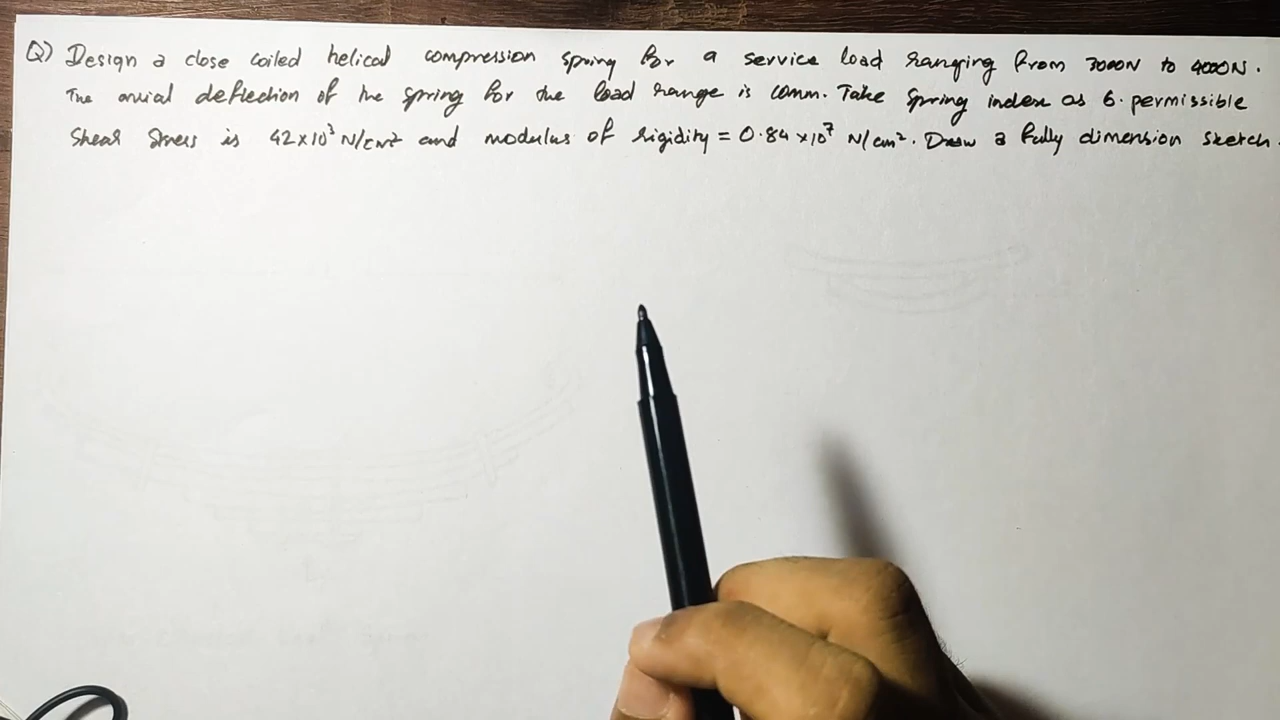 Q) Design a close coiled helical compression spring for a service load ranging from 3000N to 4000N.
The axial deflection of the spring for the load range is 10mm. Take spring index as 6. permissible
Shear Stress is 42×10³ N/cm² and modulus of rigidity = 0.84 ×10⁷ N/cm². Draw a fully dimension sketch.